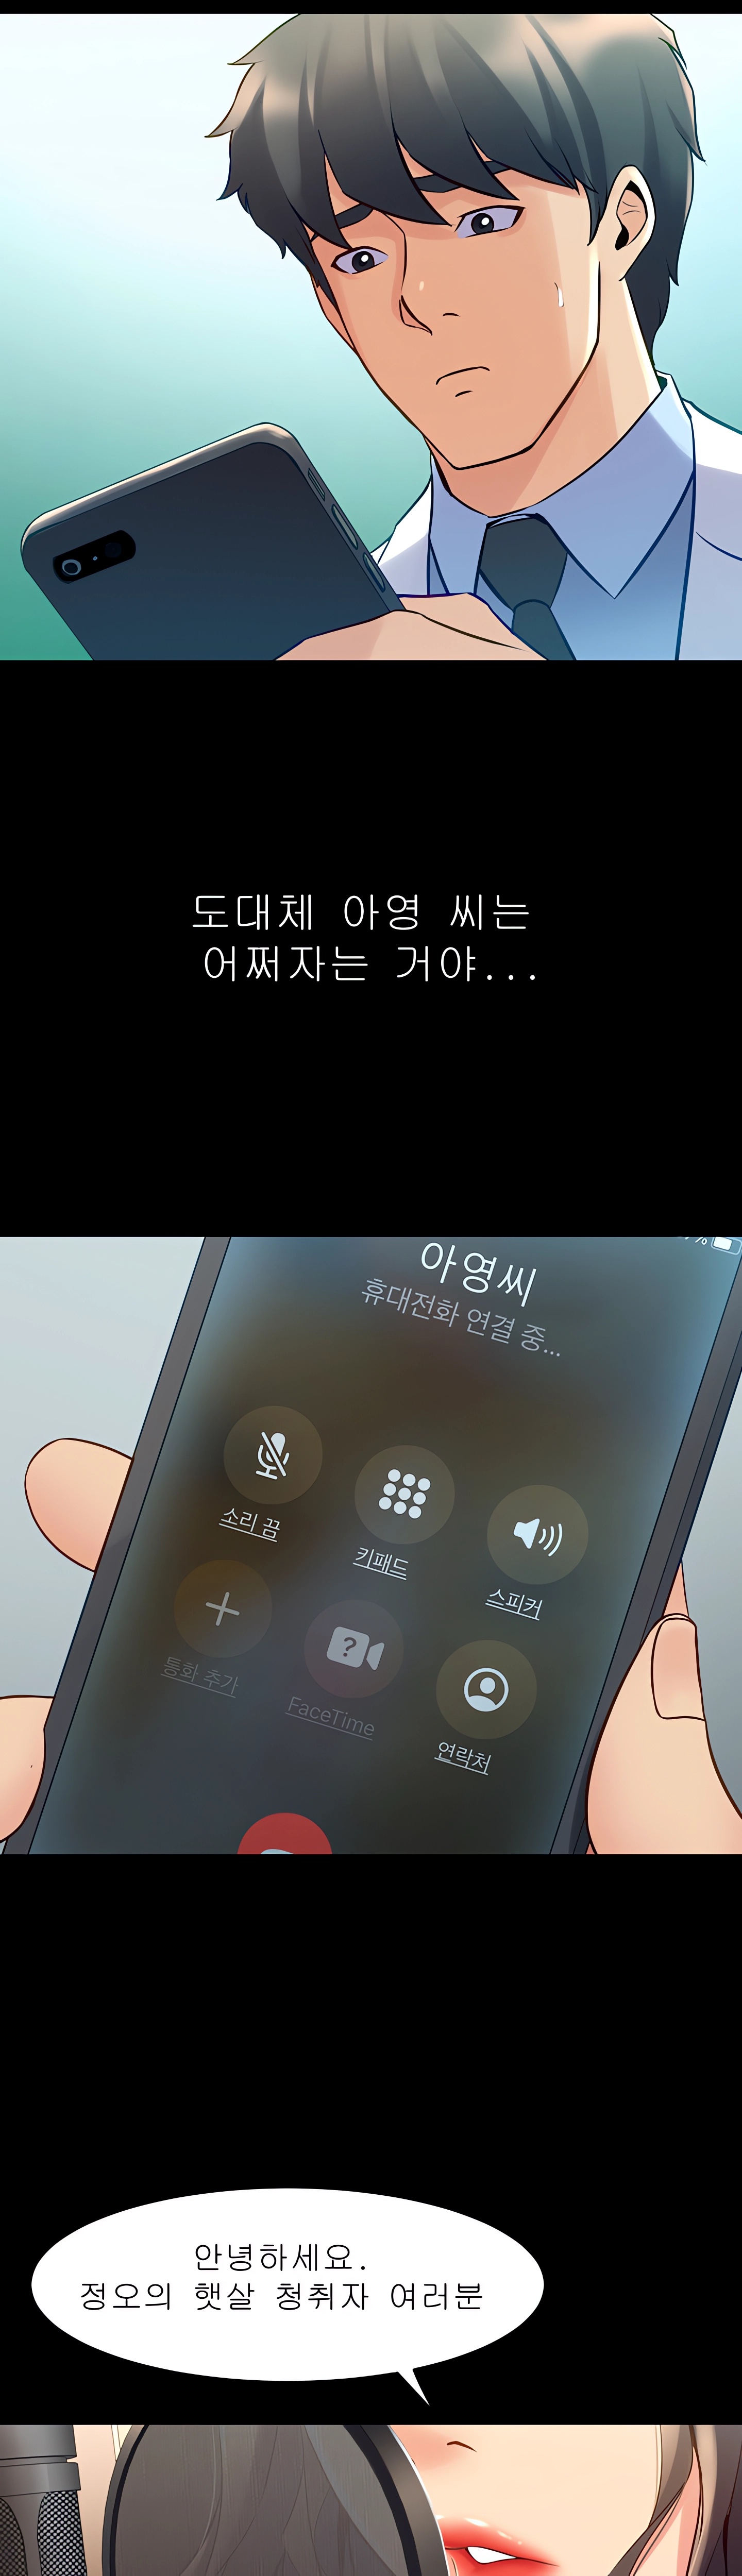 도대체 아영 씨는
어쩌자는 거야...
아영씨
휴대전화 연결 중...
소리 끔
키패드
스피커
통화 추가
FaceTime
연락처
안녕하세요.
정오의 햇살 청취자 여러분